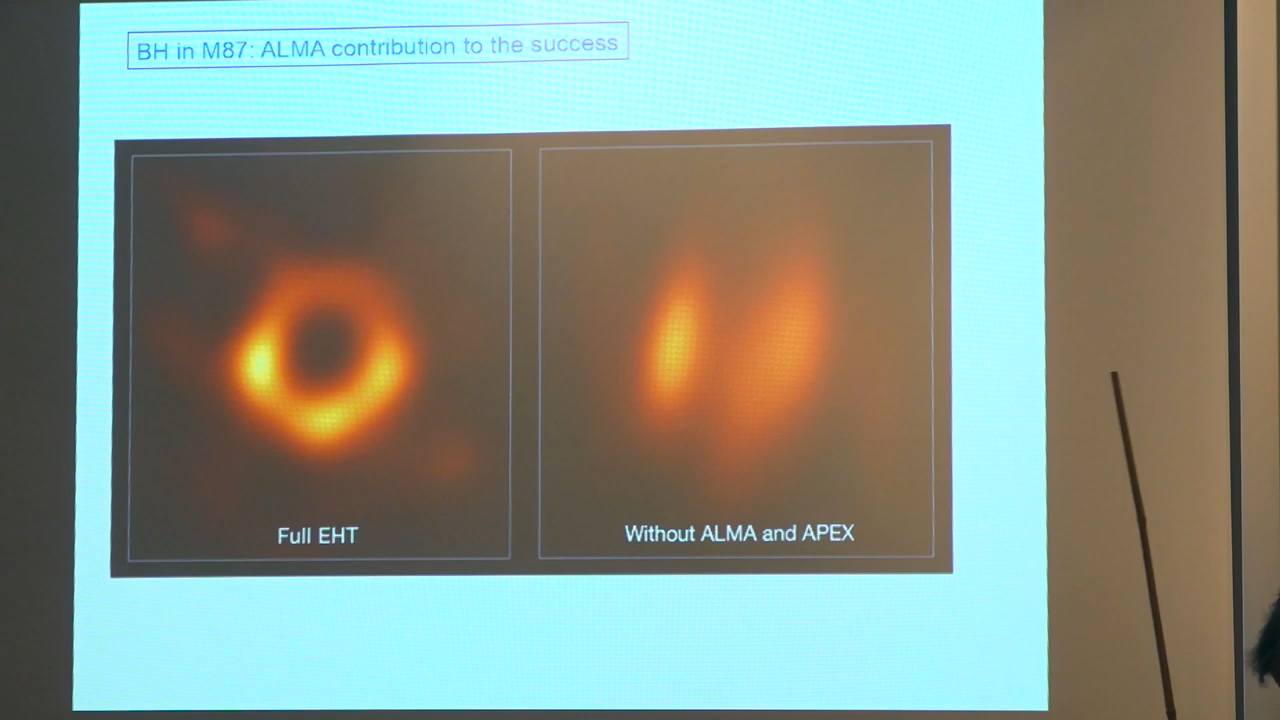 BH in M87: ALMA contribution to the success
Full EHT
Without ALMA and APEX